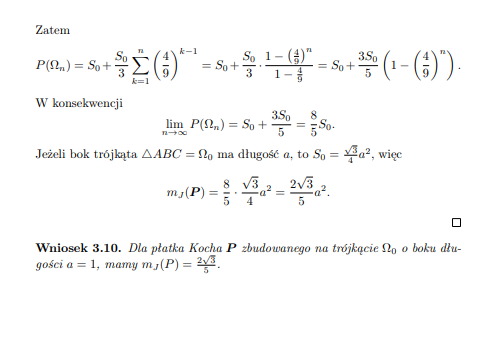 Zatem
$P(\Omega_n) = S_0 + \frac{S_0}{3} \sum_{k=1}^{n} \left(\frac{4}{9}\right)^{k-1} = S_0 + \frac{S_0}{3} \cdot \frac{1 - \left(\frac{4}{9}\right)^n}{1 - \frac{4}{9}} = S_0 + \frac{3S_0}{5} \left(1 - \left(\frac{4}{9}\right)^n\right).$
W konsekwencji
$\lim_{n \to \infty} P(\Omega_n) = S_0 + \frac{3S_0}{5} = \frac{8}{5} S_0.$
Jeżeli bok trójkąta $\triangle ABC = \Omega_0$ ma długość $a$, to $S_0 = \frac{\sqrt{3}}{4} a^2$, więc
$m_J(\boldsymbol{P}) = \frac{8}{5} \cdot \frac{\sqrt{3}}{4} a^2 = \frac{2\sqrt{3}}{5} a^2.$
□
Wniosek 3.10. Dla płatka Kocha $\boldsymbol{P}$ zbudowanego na trójkącie $\Omega_0$ o boku dłu-
gości $a = 1$, mamy $m_J(P) = \frac{2\sqrt{3}}{5}$.